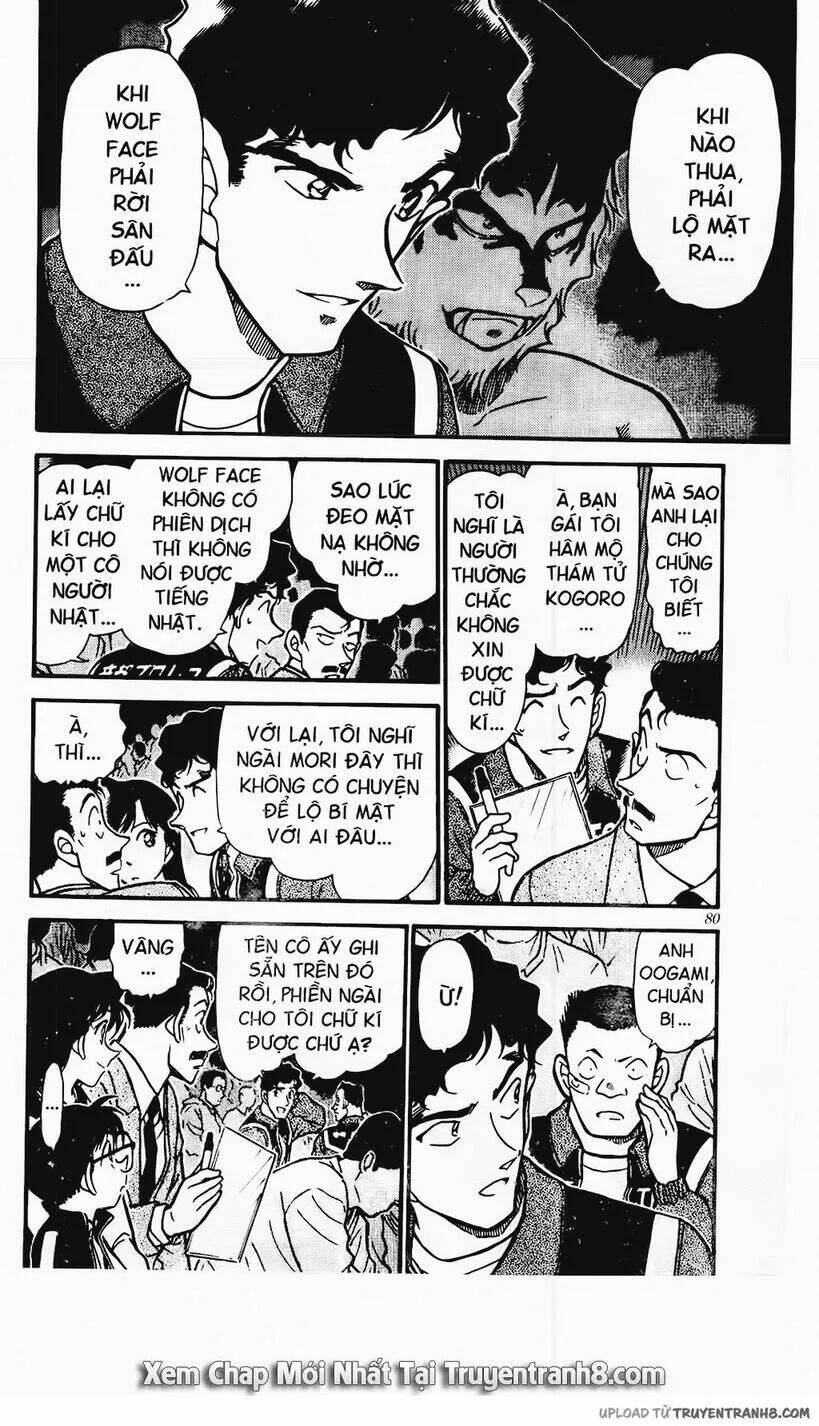 KHI
NÀO
THUA,
PHẢI
LỘ MẶT
RA...
KHI
WOLF
FACE
PHẢI
RỜI
SÂN
ĐẤU
...
MÀ SAO
ANH LẠI
CHO
CHÚNG
TÔI
BIẾT
...
À, BẠN
GÁI TÔI
HÂM MỘ
THÁM TỬ
KOGORO
...
TÔI
NGHĨ LÀ
NGƯỜI
THƯỜNG
CHẮC
KHÔNG
XIN
ĐƯỢC
CHỮ
KÍ...
SAO LÚC
ĐEO MẶT
NẠ KHÔNG
NHỜ...
WOLF FACE
KHÔNG CÓ
PHIÊN DỊCH
THÌ KHÔNG
NÓI ĐƯỢC
TIẾNG
NHẬT.
AI LẠI
LẤY CHỮ
KÍ CHO
MỘT CÔ
NGƯỜI
NHẬT...
VỚI LẠI, TÔI NGHĨ
NGÀI MORI ĐÂY THÌ
KHÔNG CÓ CHUYỆN
ĐỂ LỘ BÍ MẬT
VỚI AI ĐÂU...
À,
THÌ...
80
ANH
OOGAMI,
CHUẨN
BỊ...
Ừ!
TÊN CÔ ẤY GHI
SẴN TRÊN ĐÓ
RỒI, PHIỀN NGÀI
CHO TÔI CHỮ KÍ
ĐƯỢC CHỨ Ạ?
VÂNG
...
...
Xem Chap Mới Nhất Tại Truyentranh8.com
UPLOAD TỪ TRUYENTRANH8.COM